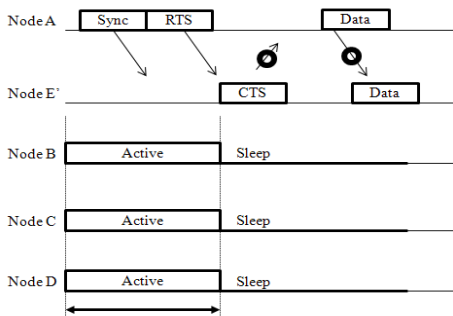 Node A Sync RTS Data
Node E' CTS Data
Node B Active Sleep
Node C Active Sleep
Node D Active Sleep